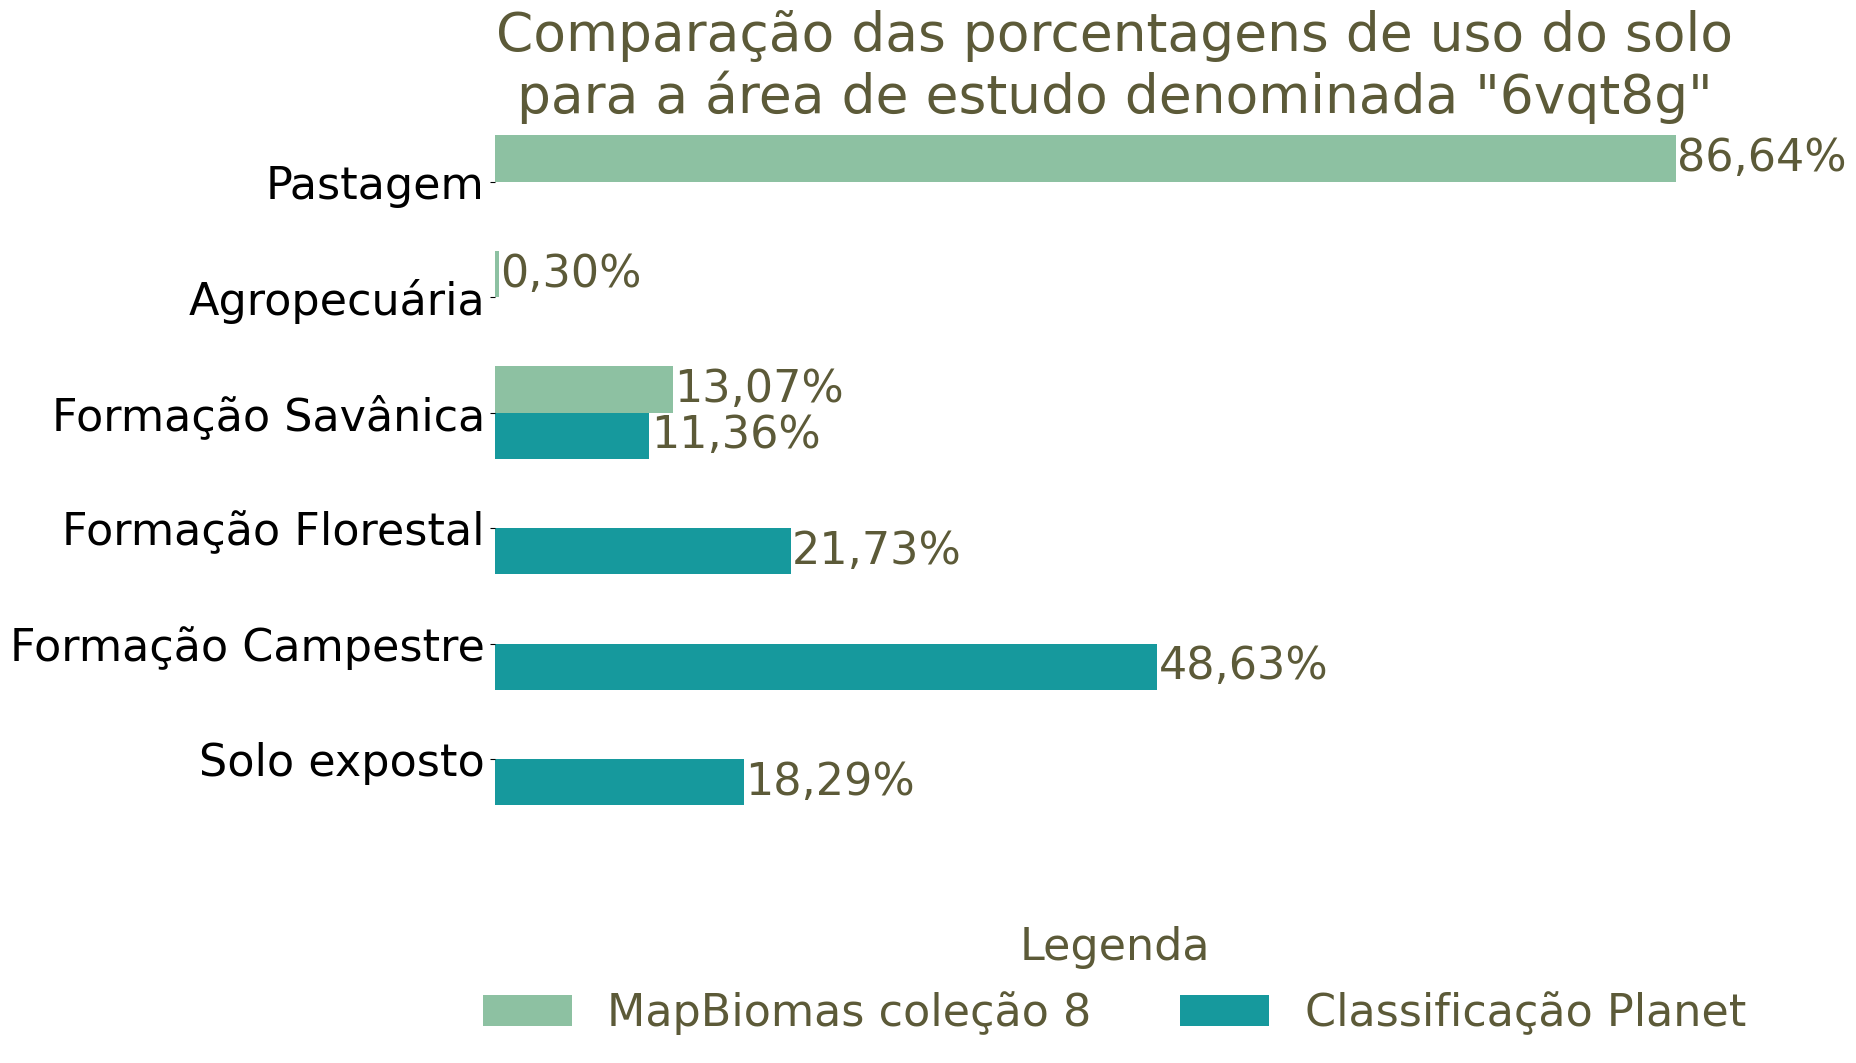 Comparação das porcentagens de uso do solo
para a área de estudo denominada "6vqt8g"
Pastagem
86,64%
Agropecuária
0,30%
Formação Savânica
13,07%
11,36%
Formação Florestal
21,73%
Formação Campestre
48,63%
Solo exposto
18,29%
Legenda
MapBiomas coleção 8
Classificação Planet